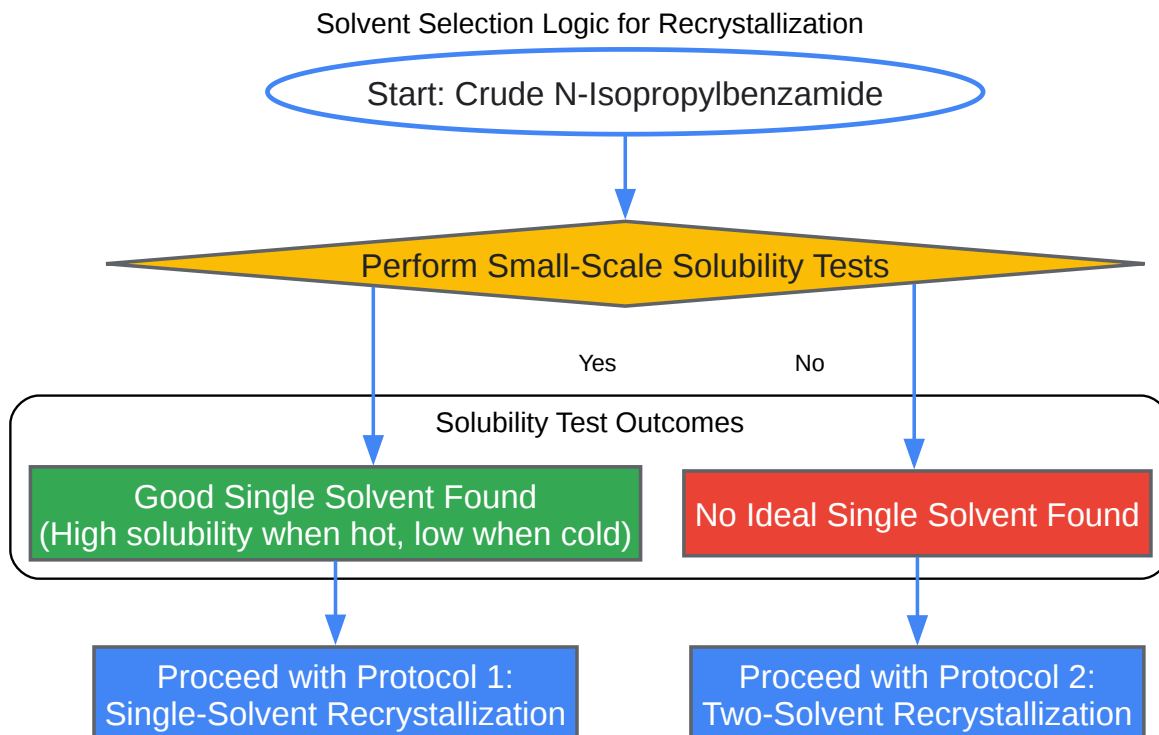 Solvent Selection Logic for Recrystallization
Start: Crude N-Isopropylbenzamide
Perform Small-Scale Solubility Tests
Yes
No
Solubility Test Outcomes
Good Single Solvent Found
(High solubility when hot, low when cold)
No Ideal Single Solvent Found
Proceed with Protocol 1:
Single-Solvent Recrystallization
Proceed with Protocol 2:
Two-Solvent Recrystallization